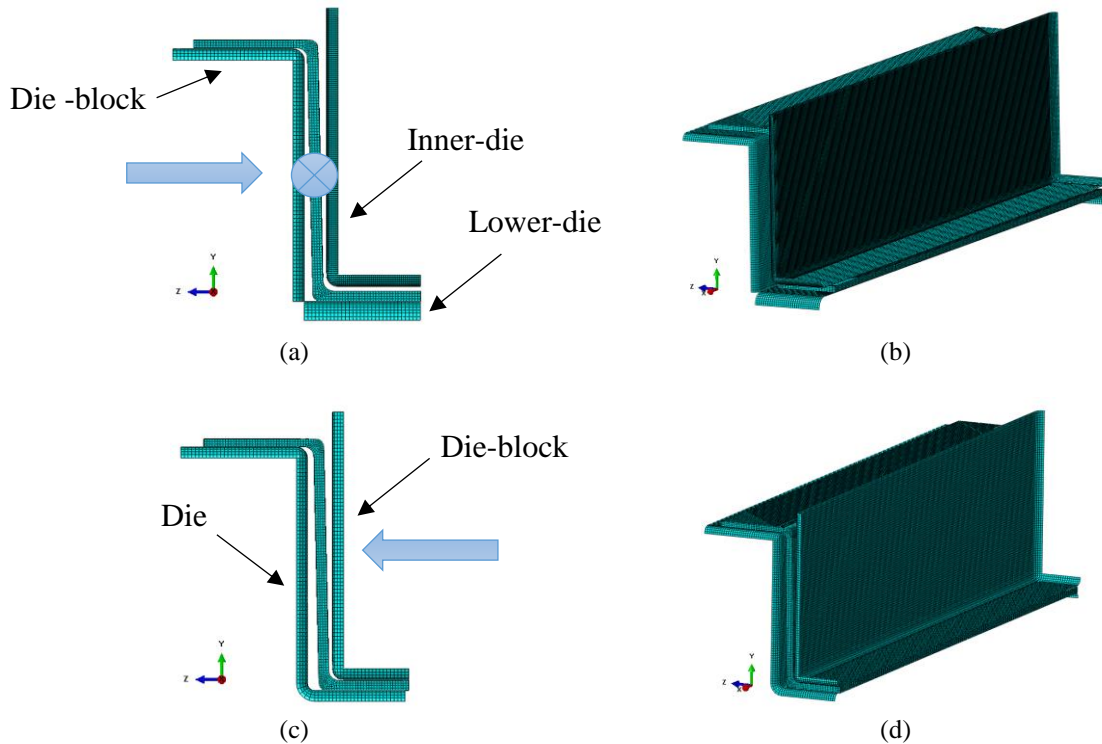 Die -block
Inner-die
Lower-die
Y
Z
(a)
Y
Z
X
(b)
Die-block
Die
Y
Z
(c)
Y
Z
X
(d)